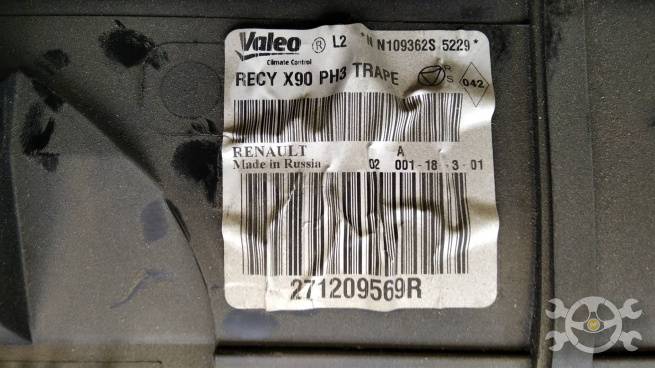 Valeo ® L2 *N N109362S 5229*
Climate Control
RECY X90 PH3 TRAPE R S 042
RENAULT A
Made in Russia 02 001-18-3-01
271209569R